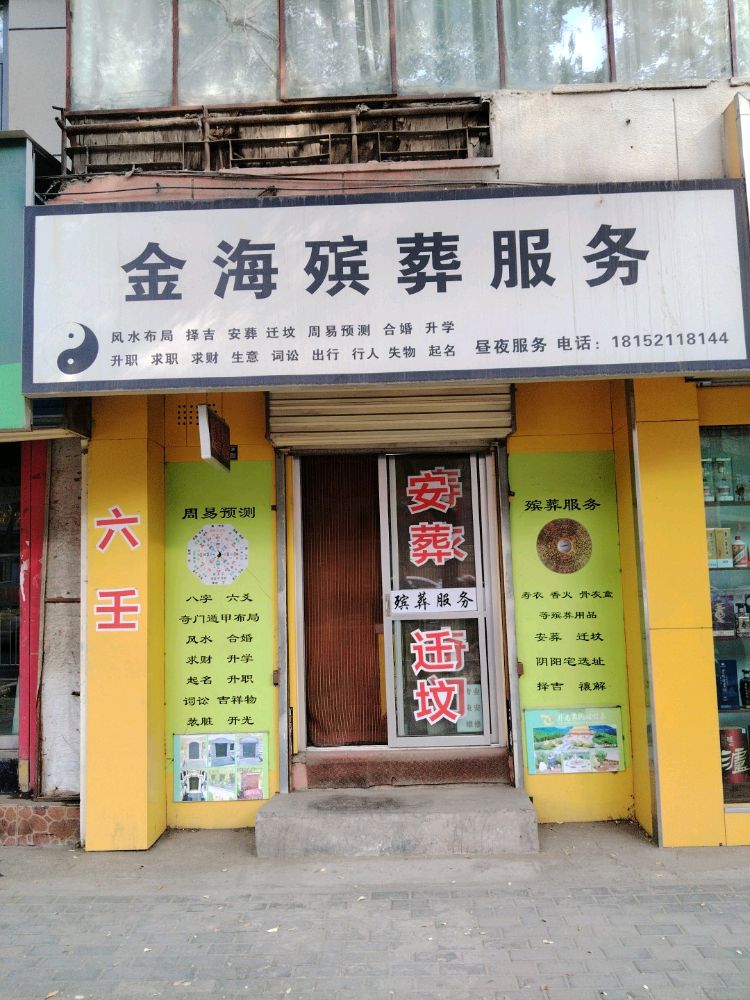 金海殡葬服务
风水布局 择吉 安葬 迁坟 周易预测 合婚 升学
升职 求职 求财 生意 词讼 出行 行人 失物 起名
昼夜服务 电话：18152118144
六壬
周易预测
八字 六爻
奇门遁甲布局
风水 合婚
求财 升学
起名 升职
词讼 吉祥物
装脏 开光
安葬
殡葬服务
迁坟
殡葬服务
寿衣 香火 骨灰盒
等殡葬用品
安葬 迁坟
阴阳宅选址
择吉 禳解
泸